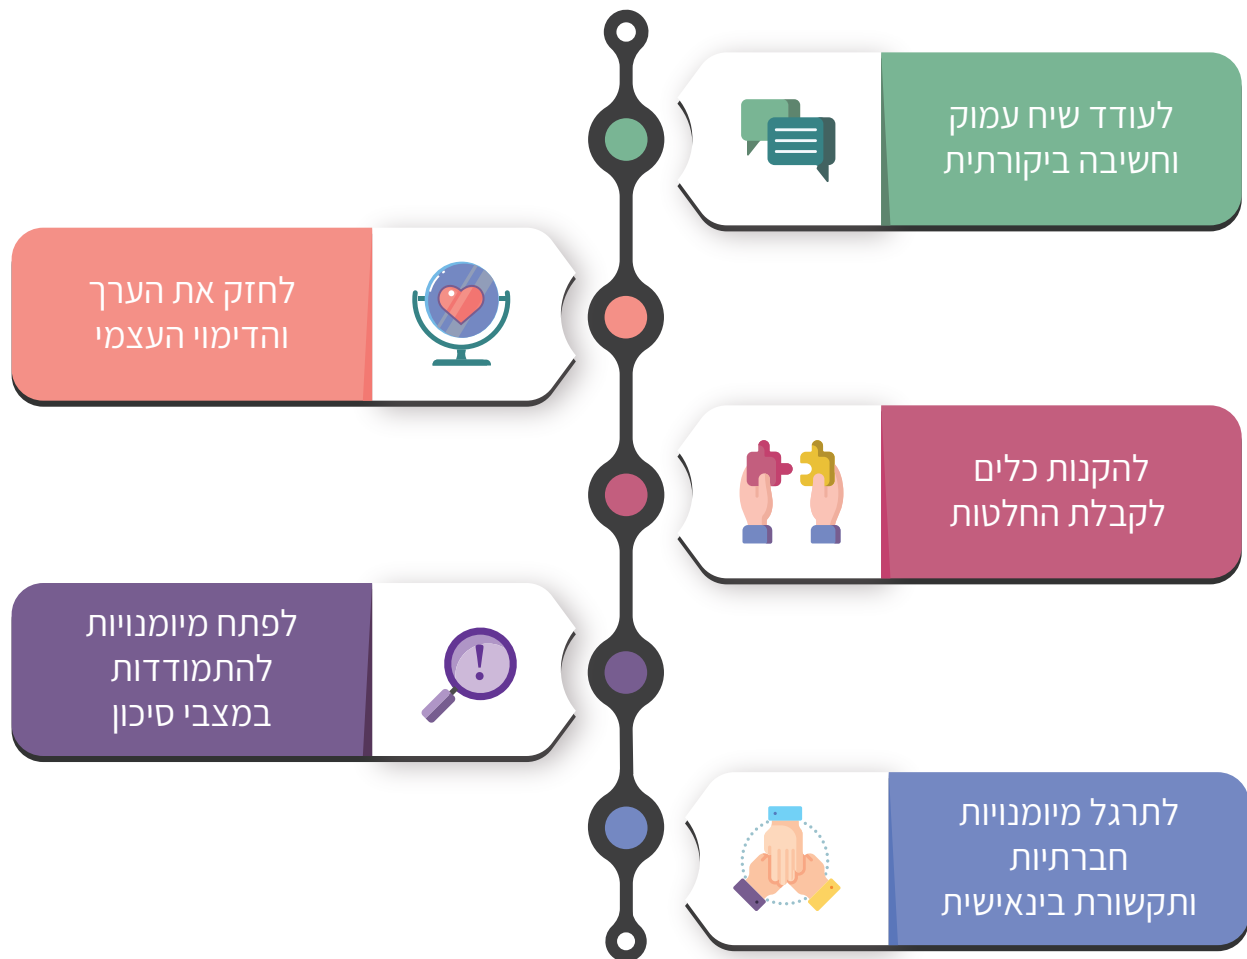 לעודד שיח עמוק
וחשיבה ביקורתית
לחזק את הערך
והדימוי העצמי
להקנות כלים
לקבלת החלטות
לפתח מיומנויות
להתמודדות
במצבי סיכון
לתרגל מיומנויות
חברתיות
ותקשורת בינאישית